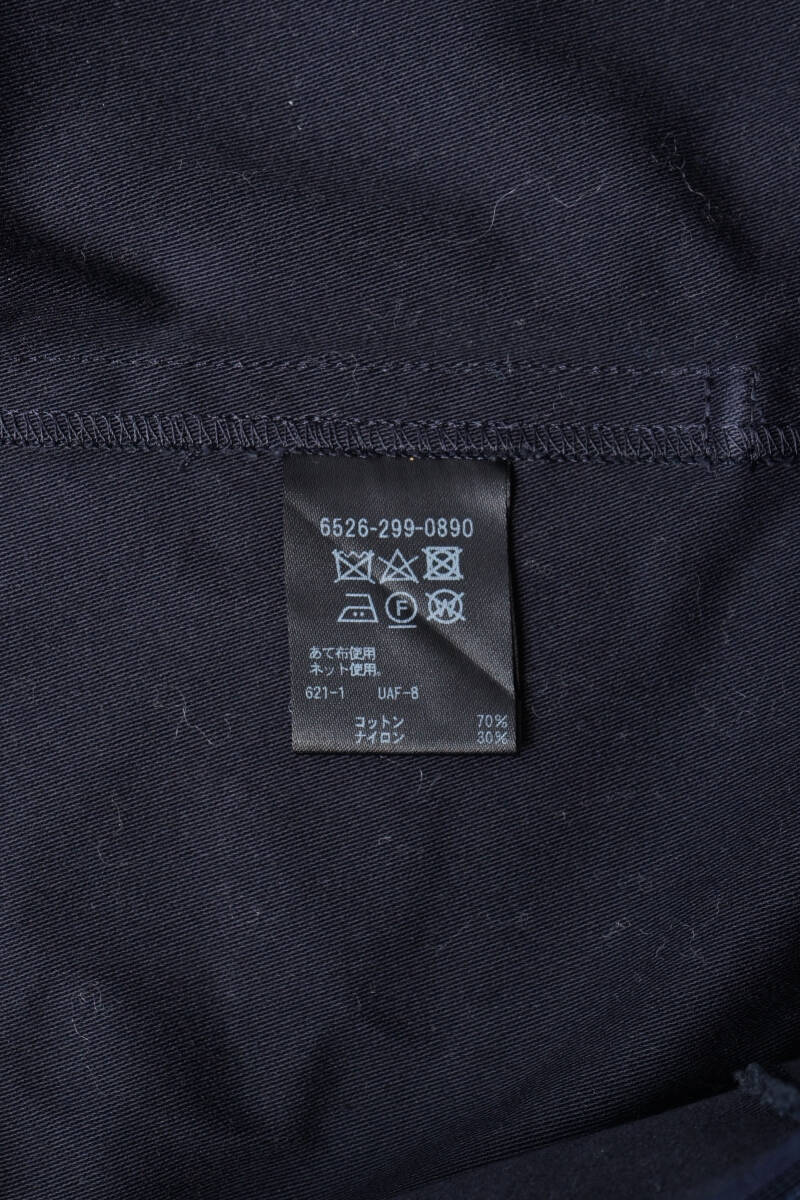 6526-299-0890
F W
あて布使用
ネット使用。
621-1 UAF-8
コットン 70%
ナイロン 30%